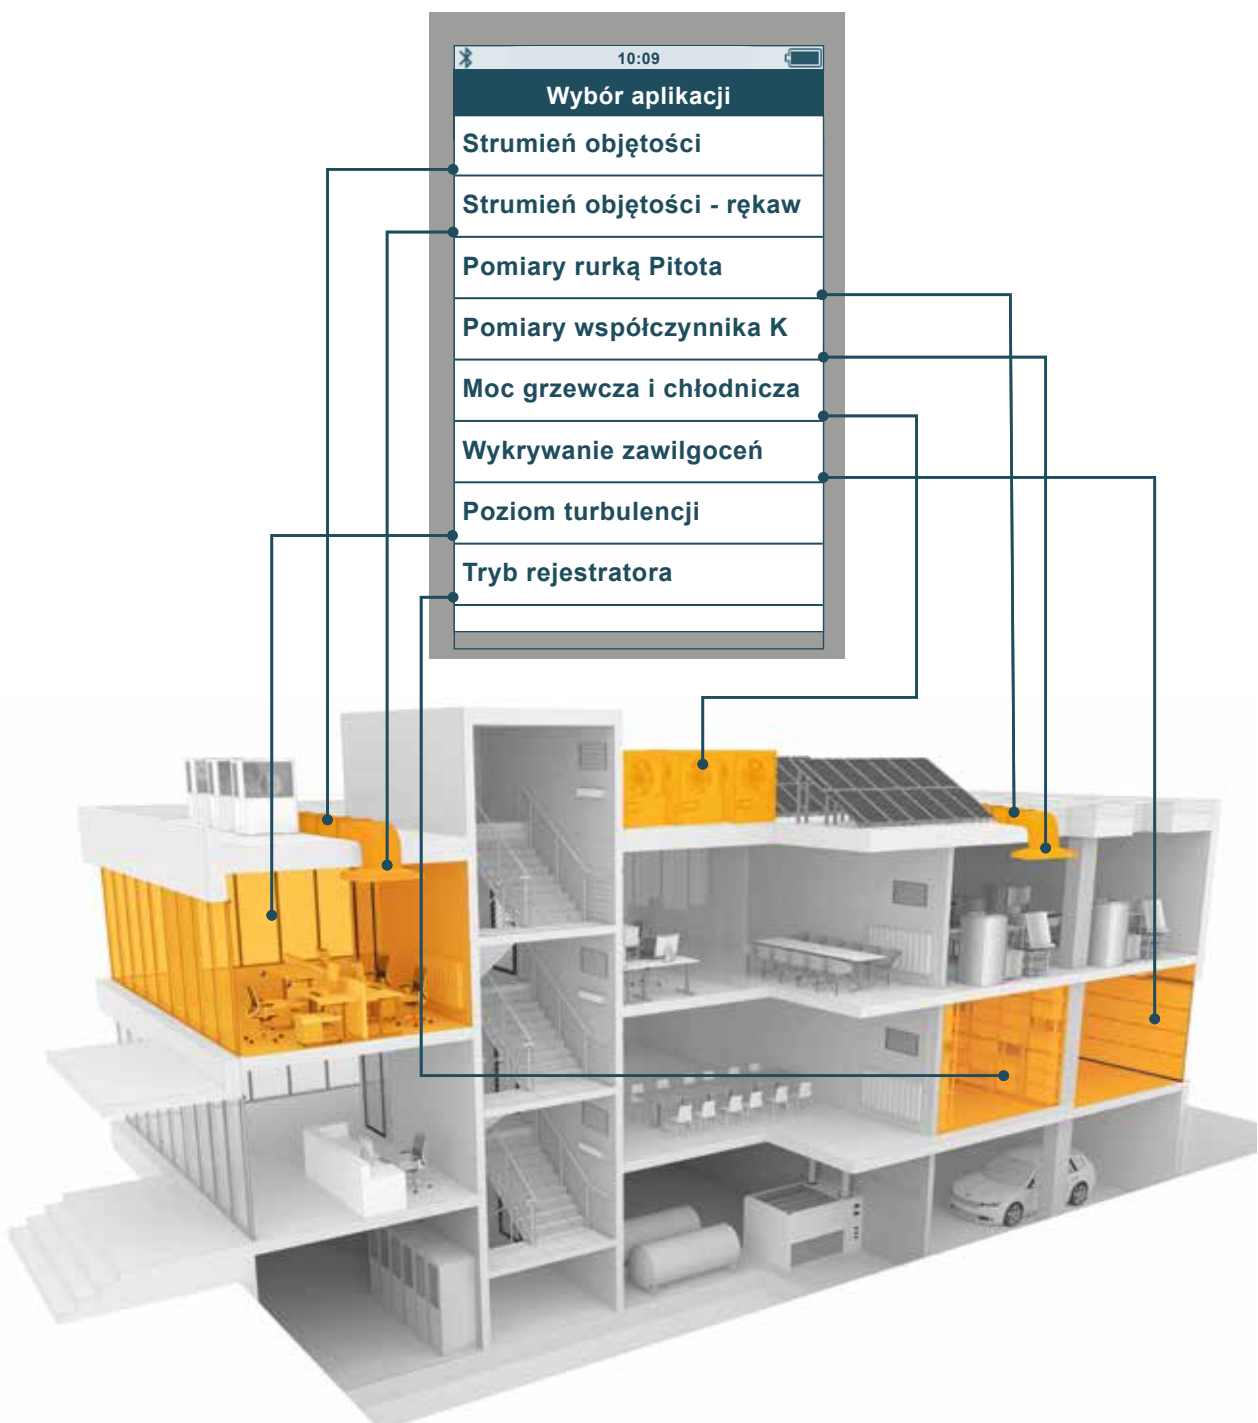 10:09
Wybór aplikacji
Strumień objętości
Strumień objętości - rękaw
Pomiary rurką Pitota
Pomiary współczynnika K
Moc grzewcza i chłodnicza
Wykrywanie zawilgoceń
Poziom turbulencji
Tryb rejestratora